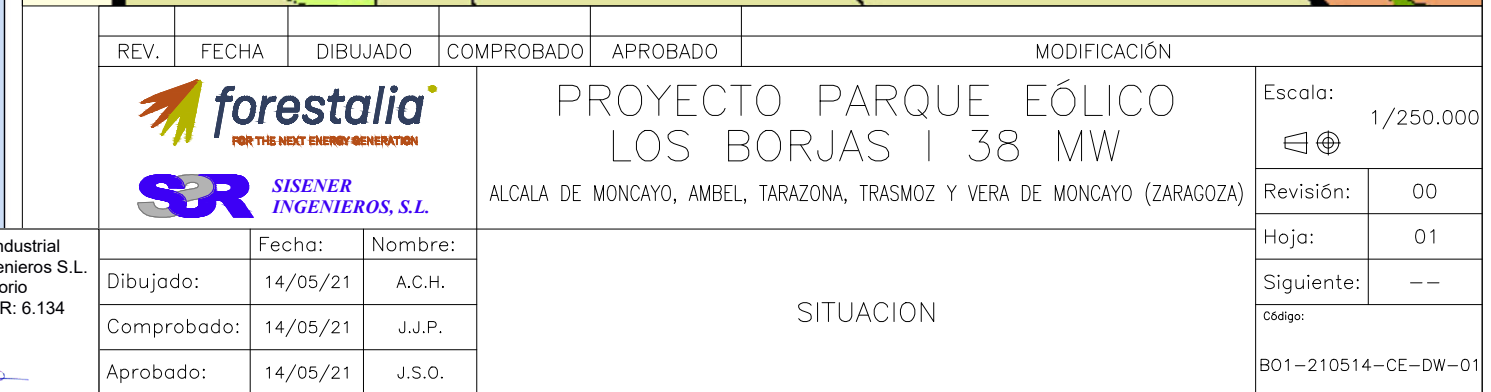 REV. FECHA DIBUJADO COMPROBADO APROBADO MODIFICACIÓN
forestalia
FOR THE NEXT ENERGY GENERATION
SSR SISENER
INGENIEROS, S.L.
PROYECTO PARQUE EÓLICO
LOS BORJAS I 38 MW
ALCALA DE MONCAYO, AMBEL, TARAZONA, TRASMOZ Y VERA DE MONCAYO (ZARAGOZA)
Escala:
1/250.000
Revisión: 00
Hoja: 01
Siguiente: --
Código:
BO1-210514-CE-DW-01
ndustrial
enieros S.L.
orio
R: 6.134
Fecha: Nombre:
Dibujado: 14/05/21 A.C.H.
Comprobado: 14/05/21 J.J.P.
Aprobado: 14/05/21 J.S.O.
SITUACION